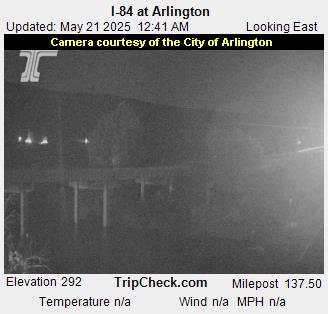 I-84 at Arlington
Updated: May 21 2025 12:41 AM Looking East
Camera courtesy of the City of Arlington
Elevation 292 TripCheck.com Milepost 137.50
Temperature n/a Wind n/a MPH n/a